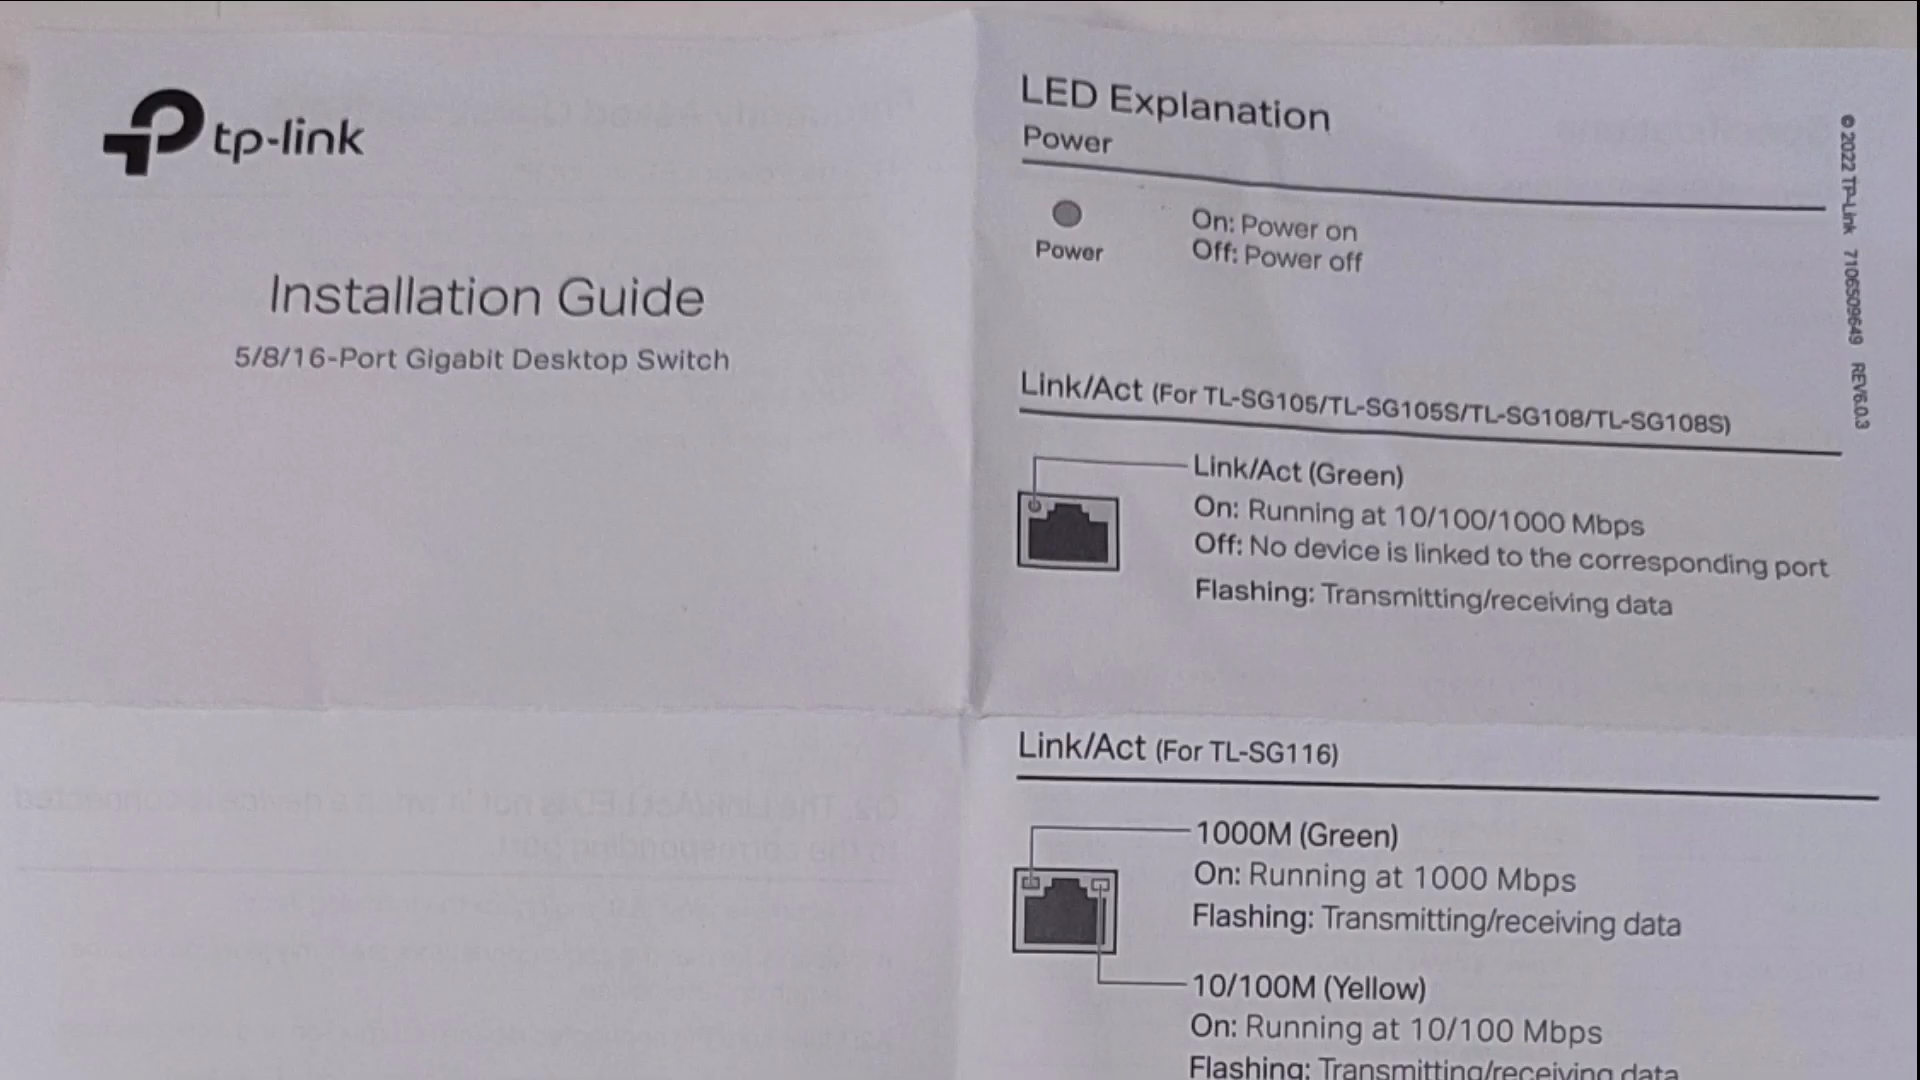 tp-link
Installation Guide
5/8/16-Port Gigabit Desktop Switch
LED Explanation
Power
Power
On: Power on
Off: Power off
Link/Act (For TL-SG105/TL-SG105S/TL-SG108/TL-SG108S)
Link/Act (Green)
On: Running at 10/100/1000 Mbps
Off: No device is linked to the corresponding port
Flashing: Transmitting/receiving data
Link/Act (For TL-SG116)
1000M (Green)
On: Running at 1000 Mbps
Flashing: Transmitting/receiving data
10/100M (Yellow)
On: Running at 10/100 Mbps
Flashing: Transmitting/receiving data
© 2022 TP-Link 7106509649 REV6.0.3